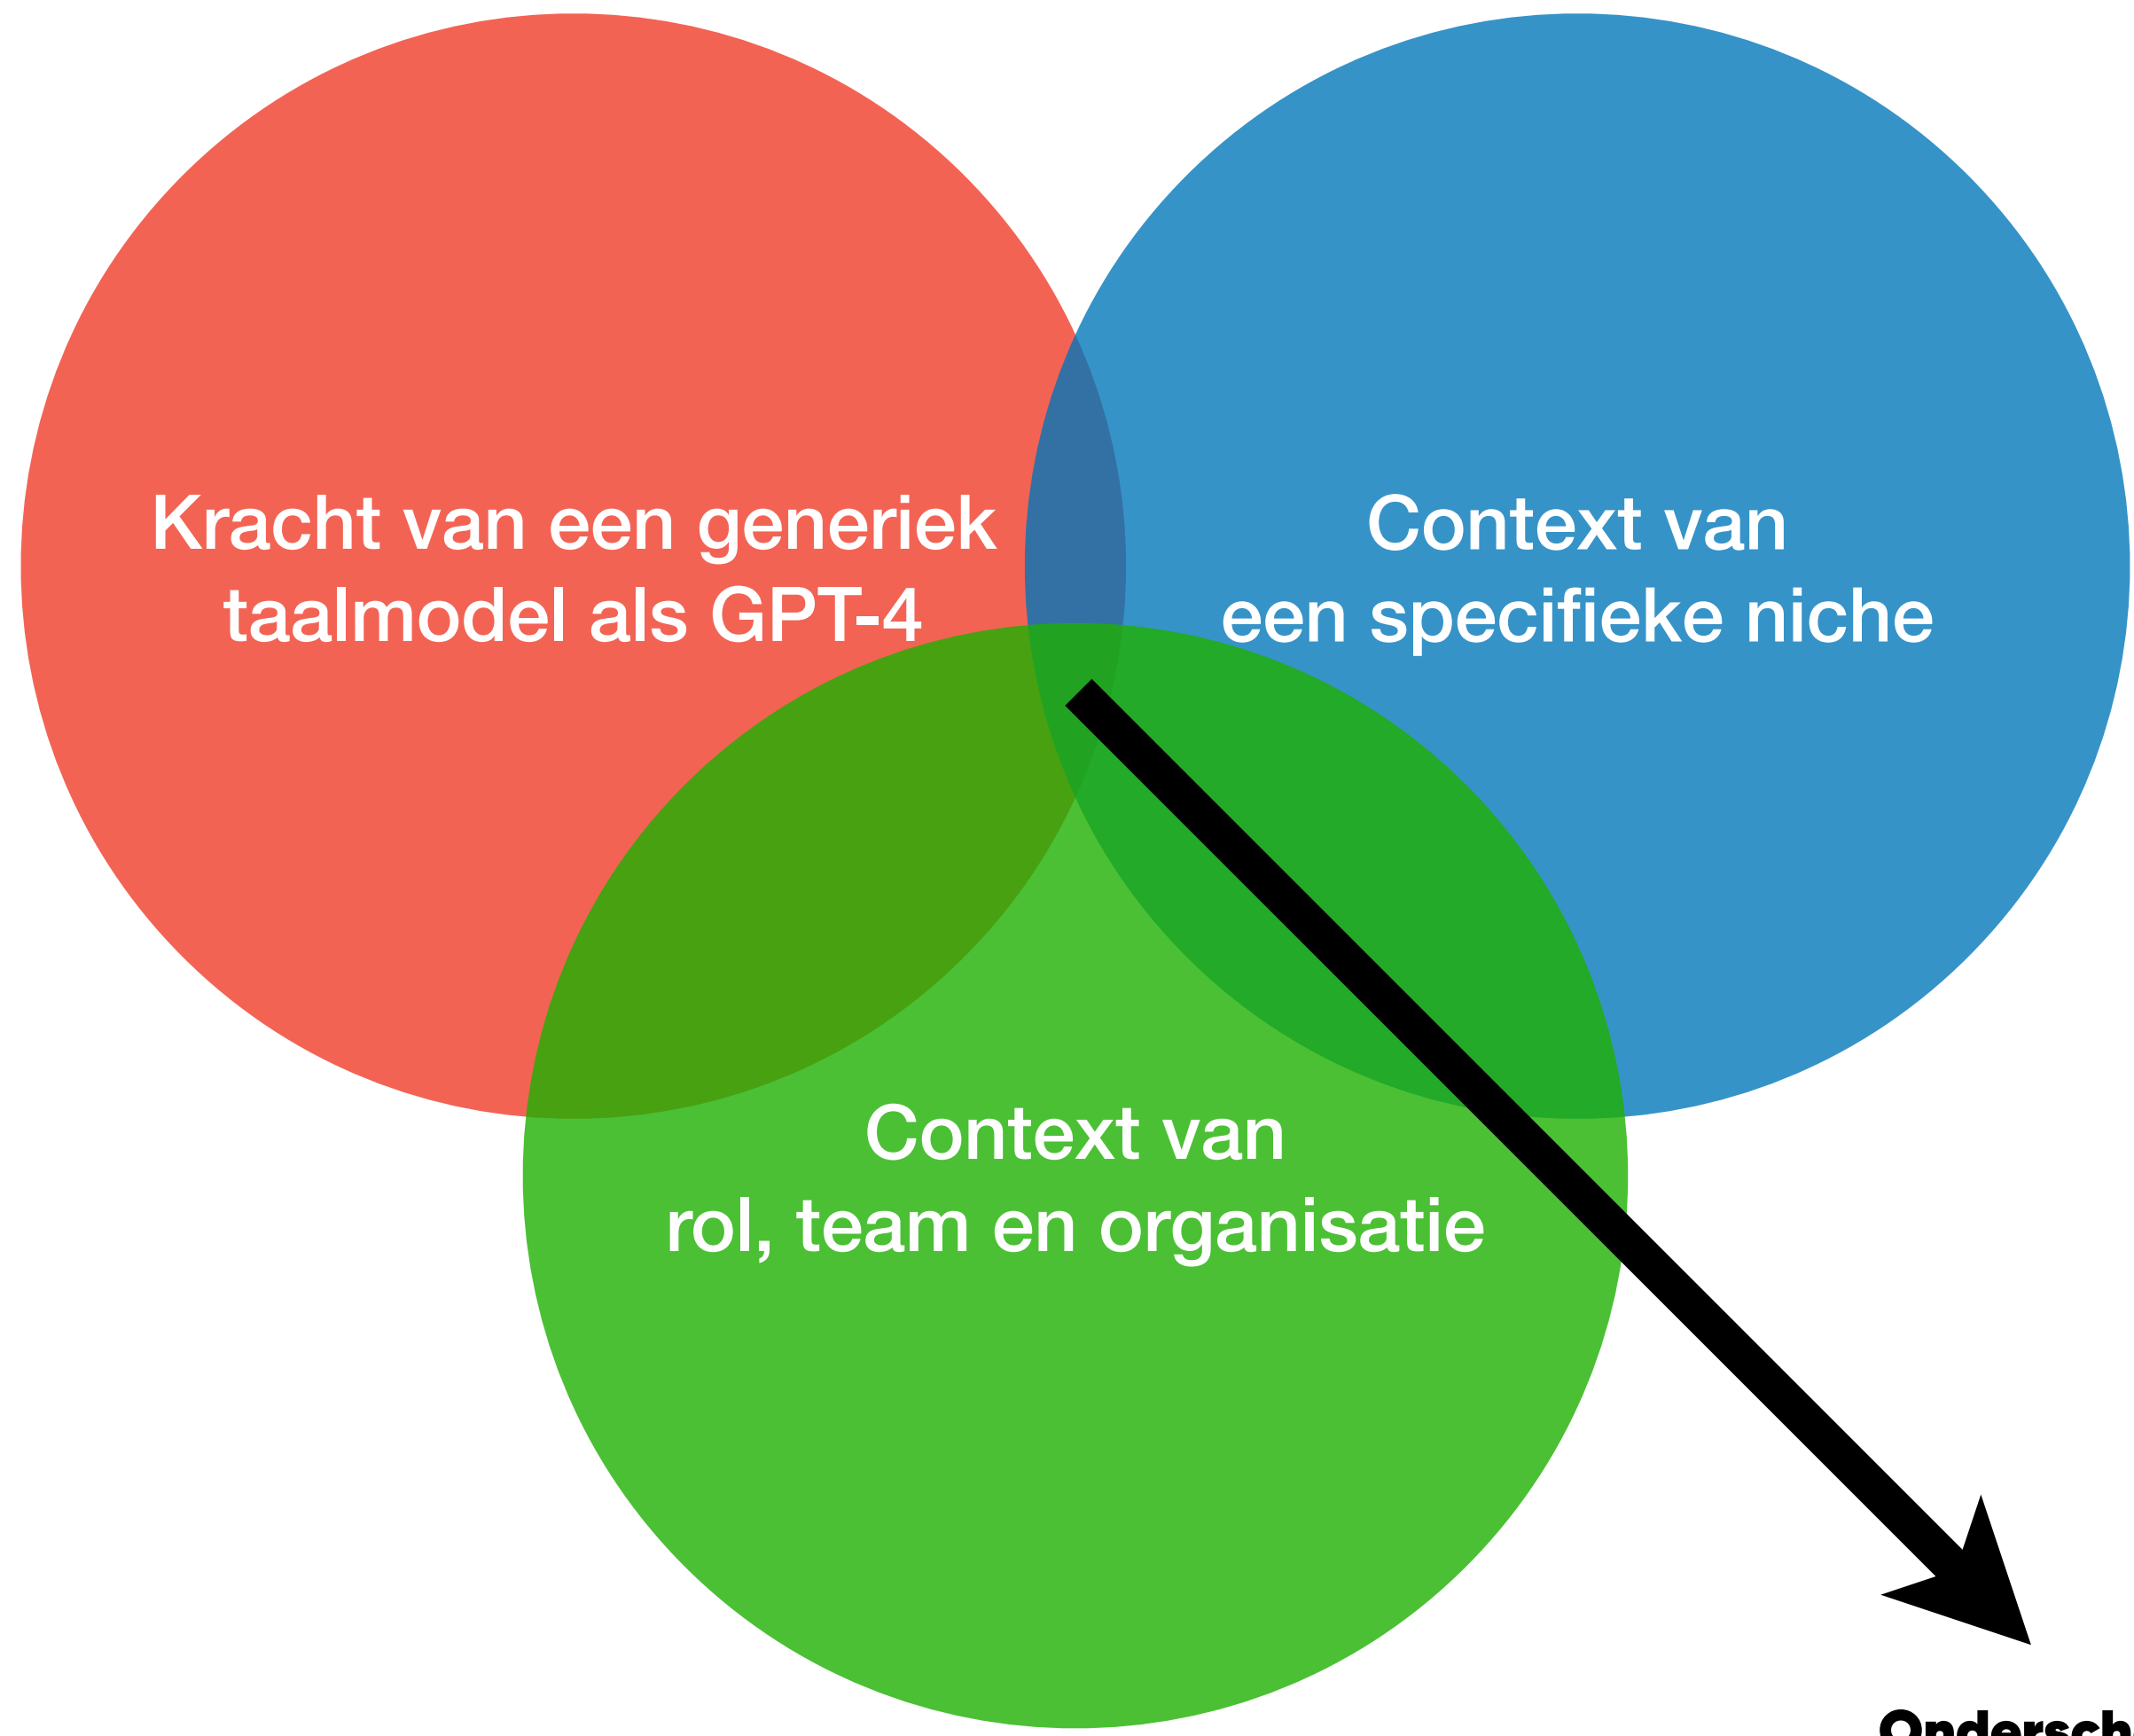 Kracht van een generiek
taalmodel als GPT-4
Context van
een specifieke niche
Context van
rol, team en organisatie